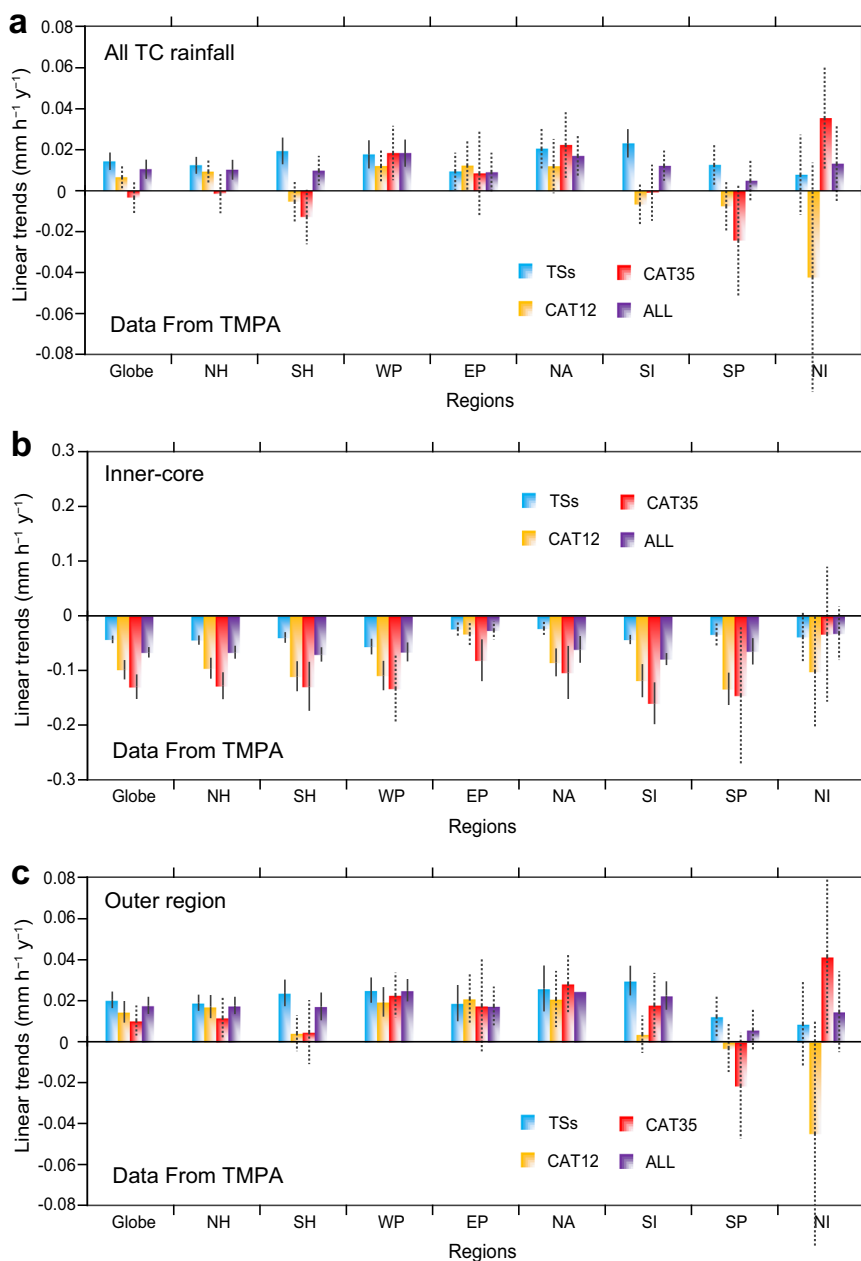 a
All TC rainfall
Linear trends (mm h⁻¹ y⁻¹)
0.08
0.06
0.04
0.02
0
-0.02
-0.04
-0.06
-0.08
TSs
CAT35
CAT12
ALL
Data From TMPA
Globe NH SH WP EP NA SI SP NI
Regions
b
Inner-core
Linear trends (mm h⁻¹ y⁻¹)
0.3
0.2
0.1
0
-0.1
-0.2
-0.3
TSs
CAT35
CAT12
ALL
Data From TMPA
Globe NH SH WP EP NA SI SP NI
Regions
c
Outer region
Linear trends (mm h⁻¹ y⁻¹)
0.08
0.06
0.04
0.02
0
-0.02
-0.04
-0.06
-0.08
TSs
CAT35
CAT12
ALL
Data From TMPA
Globe NH SH WP EP NA SI SP NI
Regions